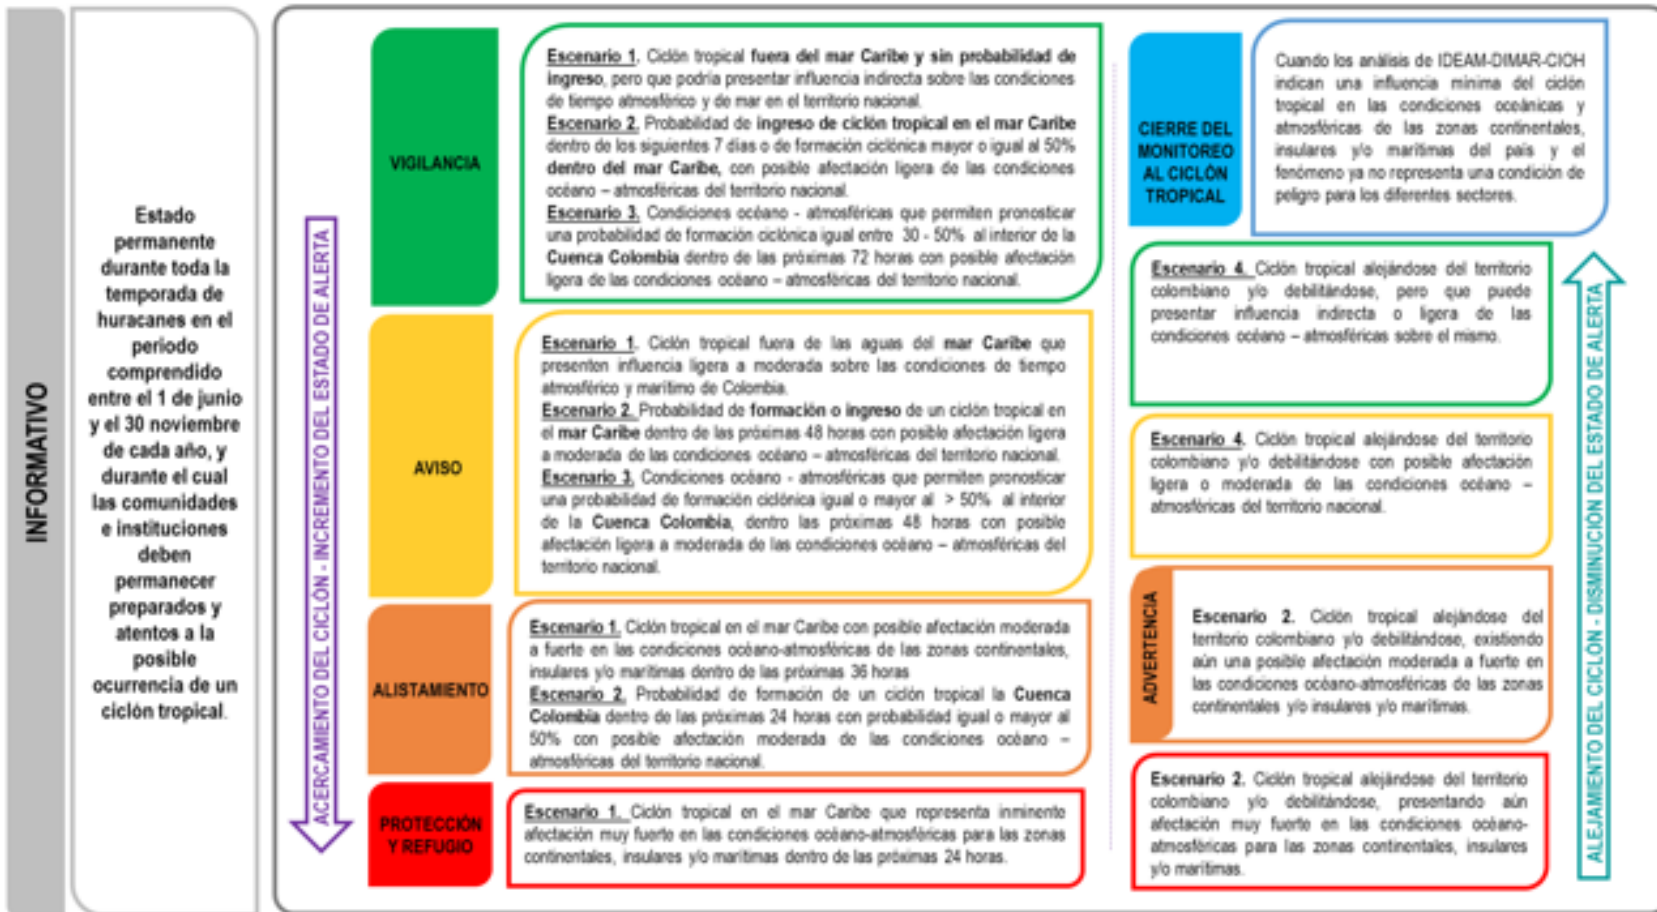 INFORMATIVO
Estado
permanente
durante toda la
temporada de
huracanes en el
periodo
comprendido
entre el 1 de junio
y el 30 noviembre
de cada año, y
durante el cual
las comunidades
e instituciones
deben
permanecer
preparados y
atentos a la
posible
ocurrencia de un
ciclón tropical.
ACERCAMIENTO DEL CICLÓN - INCREMENTO DEL ESTADO DE ALERTA
VIGILANCIA
Escenario 1. Ciclón tropical fuera del mar Caribe y sin probabilidad de
ingreso, pero que podría presentar influencia indirecta sobre las condiciones
de tiempo atmosférico y de mar en el territorio nacional.
Escenario 2. Probabilidad de ingreso de ciclón tropical en el mar Caribe
dentro de los siguientes 7 días o de formación ciclónica mayor o igual al 50%
dentro del mar Caribe, con posible afectación ligera de las condiciones
océano – atmosféricas del territorio nacional.
Escenario 3. Condiciones océano - atmosféricas que permiten pronosticar
una probabilidad de formación ciclónica igual entre 30 - 50% al interior de la
Cuenca Colombia dentro de las próximas 72 horas con posible afectación
ligera de las condiciones océano – atmosféricas del territorio nacional.
AVISO
Escenario 1. Ciclón tropical fuera de las aguas del mar Caribe que
presenten influencia ligera a moderada sobre las condiciones de tiempo
atmosférico y marítimo de Colombia.
Escenario 2. Probabilidad de formación o ingreso de un ciclón tropical en
el mar Caribe dentro de las próximas 48 horas con posible afectación ligera
a moderada de las condiciones océano – atmosféricas del territorio nacional.
Escenario 3. Condiciones océano - atmosféricas que permiten pronosticar
una probabilidad de formación ciclónica igual o mayor al > 50% al interior
de la Cuenca Colombia, dentro las próximas 48 horas con posible
afectación ligera a moderada de las condiciones océano – atmosféricas del
territorio nacional.
ALISTAMIENTO
Escenario 1. Ciclón tropical en el mar Caribe con posible afectación moderada
a fuerte en las condiciones océano-atmosféricas de las zonas continentales,
insulares y/o marítimas dentro de las próximas 36 horas
Escenario 2. Probabilidad de formación de un ciclón tropical la Cuenca
Colombia dentro de las próximas 24 horas con probabilidad igual o mayor al
50% con posible afectación moderada de las condiciones océano –
atmosféricas del territorio nacional.
PROTECCIÓN
Y REFUGIO
Escenario 1. Ciclón tropical en el mar Caribe que representa inminente
afectación muy fuerte en las condiciones océano-atmosféricas para las zonas
continentales, insulares y/o marítimas dentro de las próximas 24 horas.
CIERRE DEL
MONITOREO
AL CICLÓN
TROPICAL
Cuando los análisis de IDEAM-DIMAR-CIOH
indican una influencia mínima del ciclón
tropical en las condiciones oceánicas y
atmosféricas de las zonas continentales,
insulares y/o marítimas del país y el
fenómeno ya no representa una condición de
peligro para los diferentes sectores.
Escenario 4. Ciclón tropical alejándose del territorio
colombiano y/o debilitándose, pero que puede
presentar influencia indirecta o ligera de las
condiciones océano – atmosféricas sobre el mismo.
Escenario 4. Ciclón tropical alejándose del territorio
colombiano y/o debilitándose con posible afectación
ligera o moderada de las condiciones océano –
atmosféricas del territorio nacional.
ADVERTENCIA
Escenario 2. Ciclón tropical alejándose del
territorio colombiano y/o debilitándose, existiendo
aún una posible afectación moderada a fuerte en
las condiciones océano-atmosféricas de las zonas
continentales y/o insulares y/o marítimas.
Escenario 2. Ciclón tropical alejándose del territorio
colombiano y/o debilitándose, presentando aún
afectación muy fuerte en las condiciones océano-
atmosféricas para las zonas continentales, insulares
y/o marítimas.
ALEJAMIENTO DEL CICLÓN - DISMINUCIÓN DEL ESTADO DE ALERTA